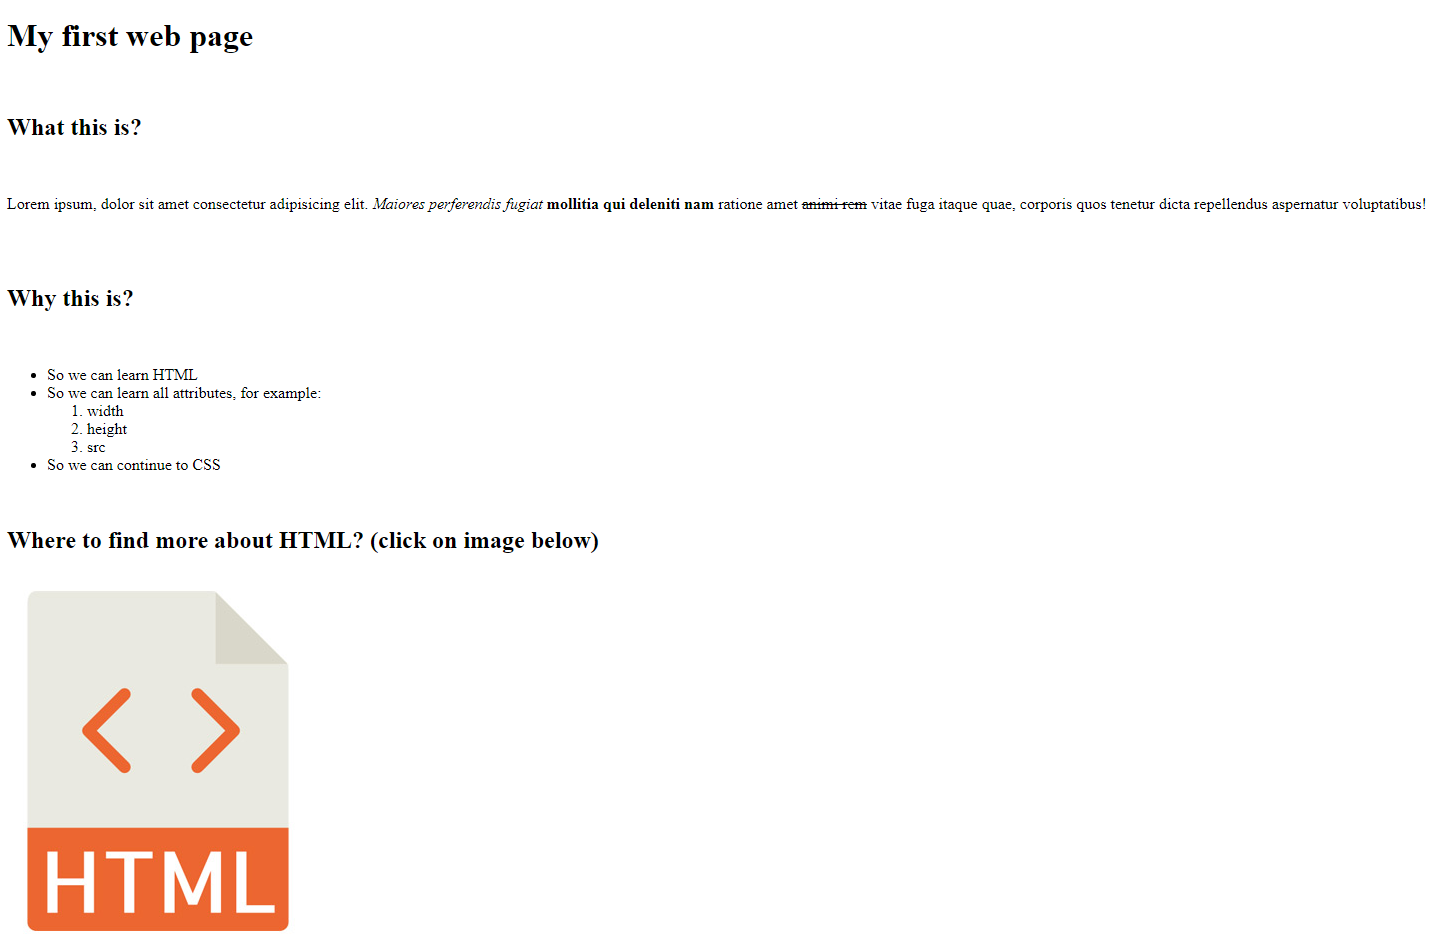 My first web page
What this is?
Lorem ipsum, dolor sit amet consectetur adipisicing elit. Maiores perferendis fugiat mollitia qui deleniti nam ratione amet animi rem vitae fuga itaque quae, corporis quos tenetur dicta repellendus aspernatur voluptatibus!
Why this is?
• So we can learn HTML
• So we can learn all attributes, for example:
1. width
2. height
3. src
• So we can continue to CSS
Where to find more about HTML? (click on image below)
< >
HTML